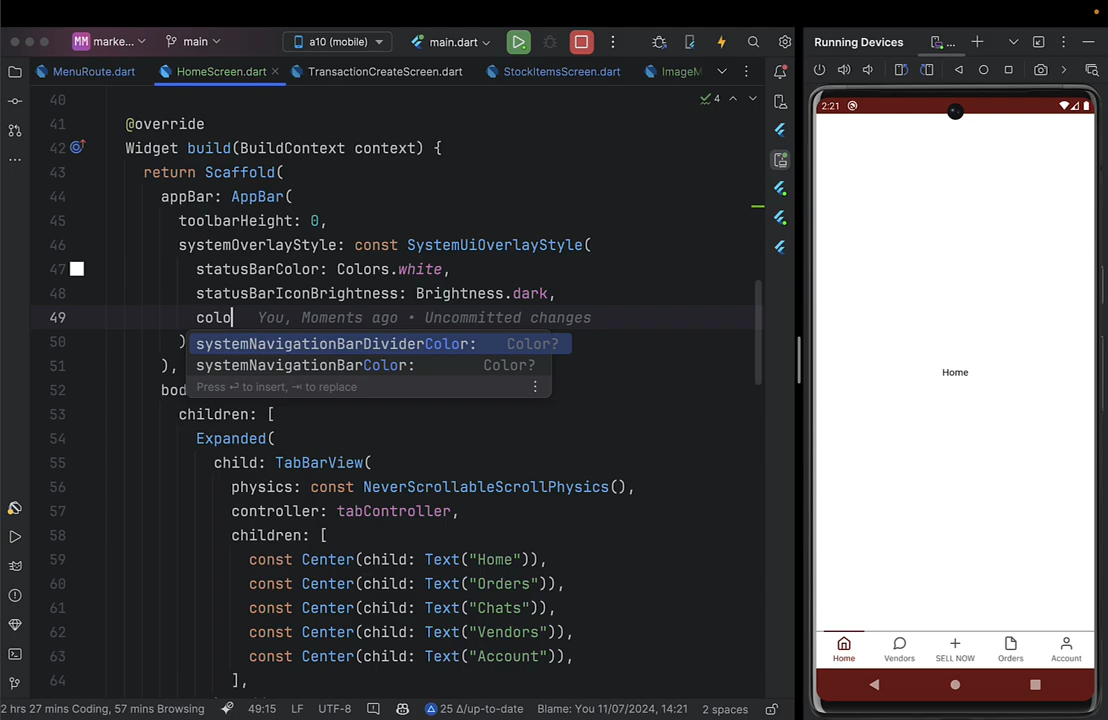 MM marke... main a10 (mobile) main.dart Running Devices ...
MenuRoute.dart HomeScreen.dart TransactionCreateScreen.dart StockItemsScreen.dart ImageM
40
4
41 @override
42 Widget build(BuildContext context) {
43 return Scaffold(
44 appBar: AppBar(
45 toolbarHeight: 0,
46 systemOverlayStyle: const SystemUiOverlayStyle(
47 statusBarColor: Colors.white,
48 statusBarIconBrightness: Brightness.dark,
49 colo You, Moments ago • Uncommitted changes
50 )
systemNavigationBarDividerColor: Color?
systemNavigationBarColor: Color?
Press ⏎ to insert, ⇥ to replace
51 ),
52 bod
53 children: [
54 Expanded(
55 child: TabBarView(
56 physics: const NeverScrollableScrollPhysics(),
57 controller: tabController,
58 children: [
59 const Center(child: Text("Home")),
60 const Center(child: Text("Orders")),
61 const Center(child: Text("Chats")),
62 const Center(child: Text("Vendors")),
63 const Center(child: Text("Account")),
64 ],
2 hrs 27 mins Coding, 57 mins Browsing 49:15 LF UTF-8 25 Δ/up-to-date Blame: You 11/07/2024, 14:21 2 spaces
2:21
Home
Home Vendors SELL NOW Orders Account